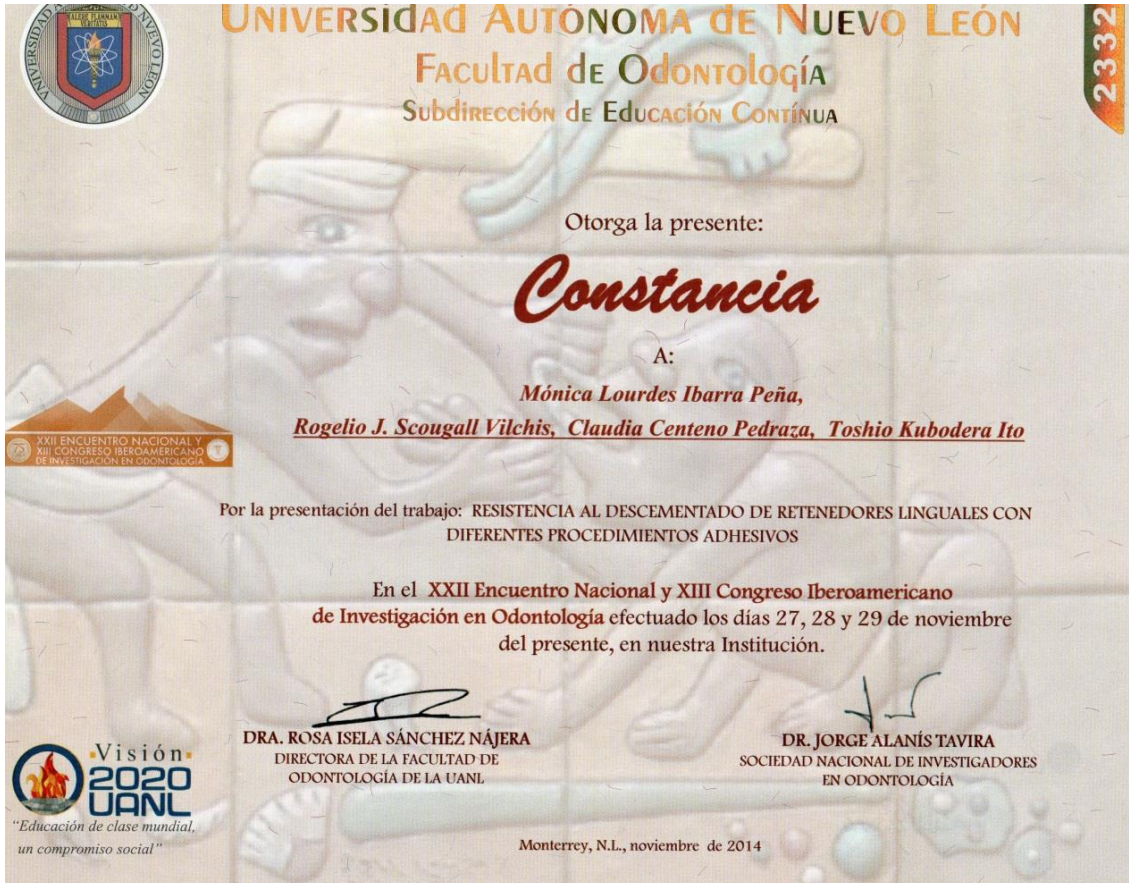 UNIVERSIDAD AUTÓNOMA DE NUEVO LEÓN
FACULTAD DE ODONTOLOGÍA
SUBDIRECCIÓN DE EDUCACIÓN CONTÍNUA
2332
ALERE FLAMMAM
VERITATIS
UNIVERSIDAD
NUEVO LEON
Otorga la presente:
Constancia
A:
Mónica Lourdes Ibarra Peña,
Rogelio J. Scougall Vilchis, Claudia Centeno Pedraza, Toshio Kubodera Ito
XXII ENCUENTRO NACIONAL Y
XIII CONGRESO IBEROAMERICANO
DE INVESTIGACIÓN EN ODONTOLOGÍA
Por la presentación del trabajo: RESISTENCIA AL DESCEMENTADO DE RETENEDORES LINGUALES CON
DIFERENTES PROCEDIMIENTOS ADHESIVOS
En el XXII Encuentro Nacional y XIII Congreso Iberoamericano
de Investigación en Odontología efectuado los días 27, 28 y 29 de noviembre
del presente, en nuestra Institución.
DRA. ROSA ISELA SÁNCHEZ NÁJERA
DIRECTORA DE LA FACULTAD DE
ODONTOLOGÍA DE LA UANL
DR. JORGE ALANÍS TAVIRA
SOCIEDAD NACIONAL DE INVESTIGADORES
EN ODONTOLOGÍA
Visión
2020
UANL
"Educación de clase mundial,
un compromiso social"
Monterrey, N.L., noviembre de 2014